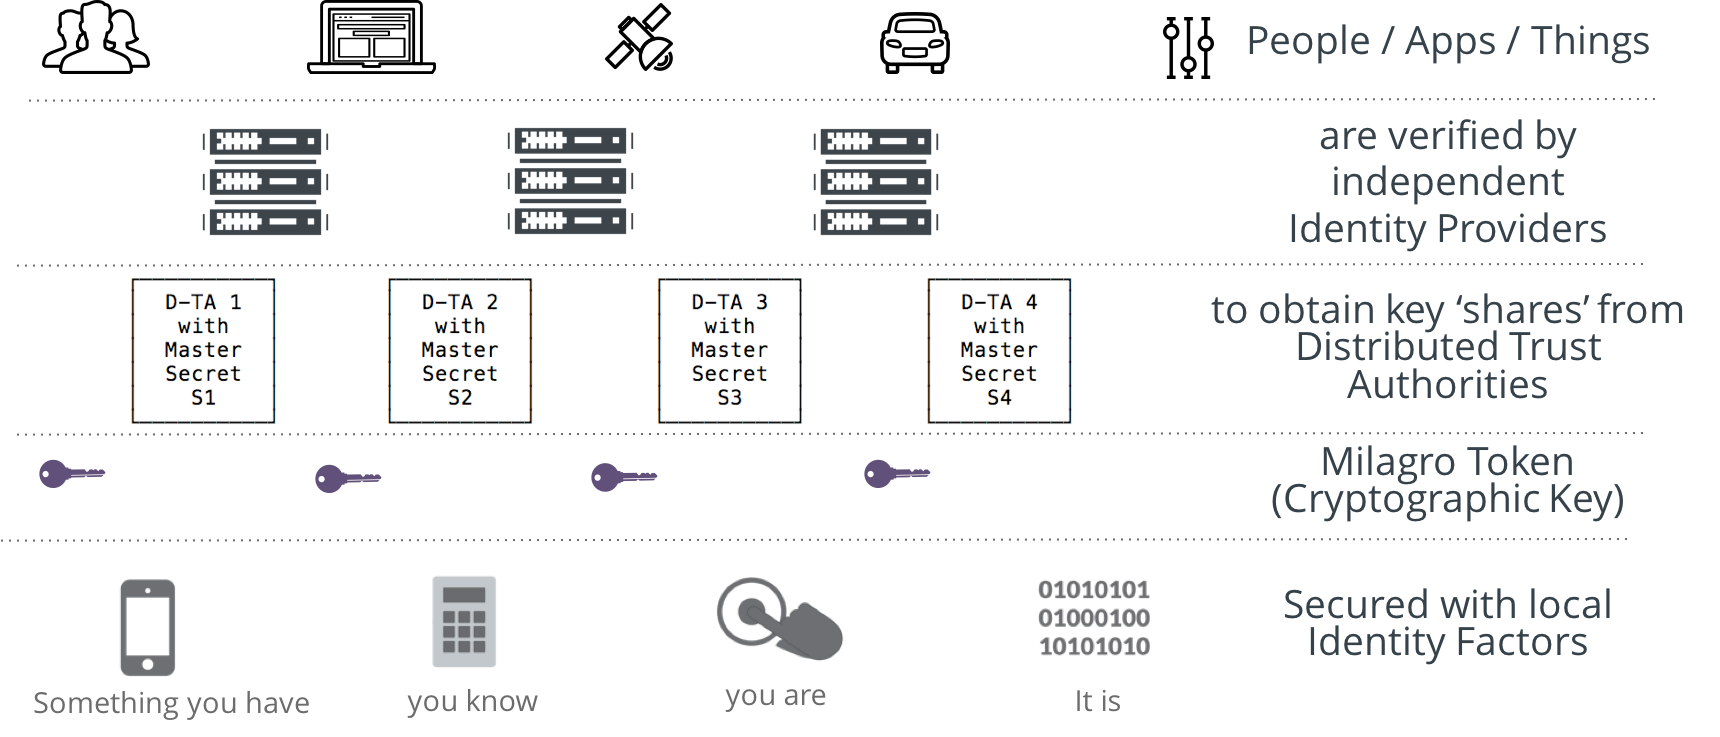 People / Apps / Things
are verified by
independent
Identity Providers
D-TA 1
with
Master
Secret
S1
D-TA 2
with
Master
Secret
S2
D-TA 3
with
Master
Secret
S3
D-TA 4
with
Master
Secret
S4
to obtain key ‘shares’ from
Distributed Trust
Authorities
Milagro Token
(Cryptographic Key)
01010101
01000100
10101010
Secured with local
Identity Factors
Something you have
you know
you are
It is